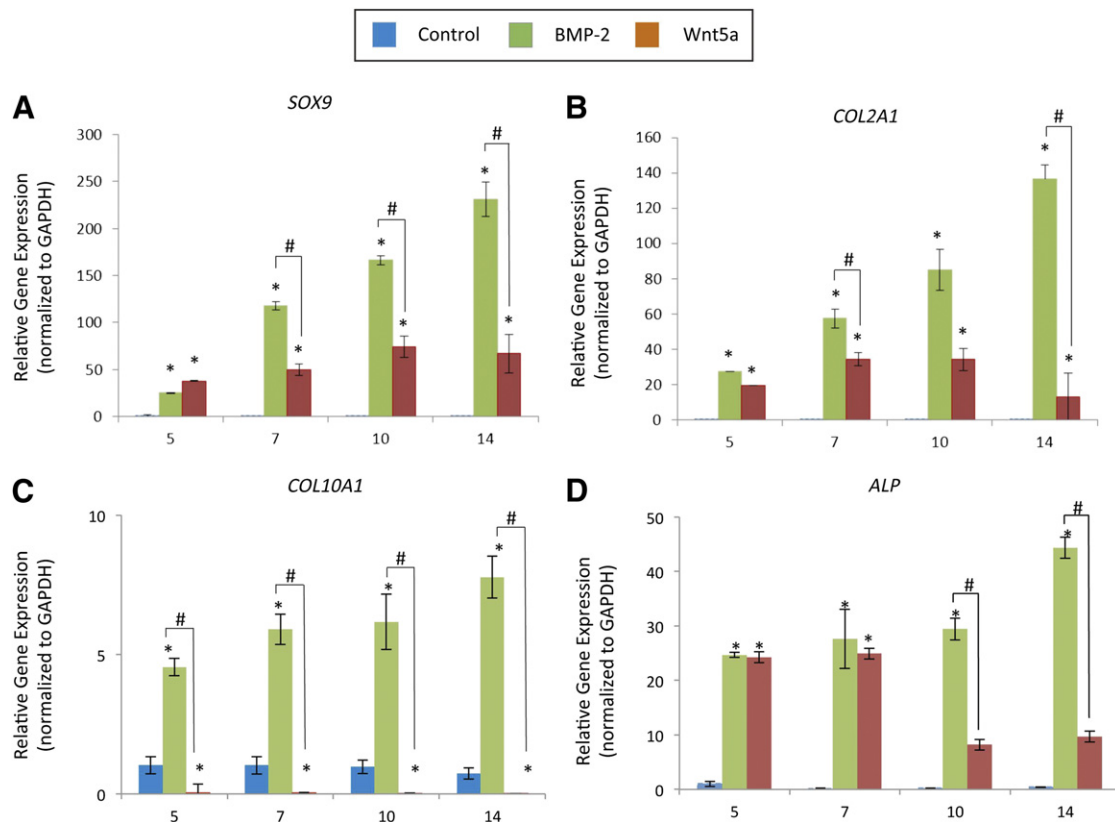 Control BMP-2 Wnt5a
A
SOX9
Relative Gene Expression
(normalized to GAPDH)
300
250
200
150
100
50
0
* * * # * * # * * # *
5 7 10 14
B
COL2A1
Relative Gene Expression
(normalized to GAPDH)
160
140
120
100
80
60
40
20
0
* * * # * * * * # *
5 7 10 14
C
COL10A1
Relative Gene Expression
(normalized to GAPDH)
10
5
0
* # * * # * * # * * # *
5 7 10 14
D
ALP
Relative Gene Expression
(normalized to GAPDH)
50
40
30
20
10
0
* * * * * # * #
5 7 10 14